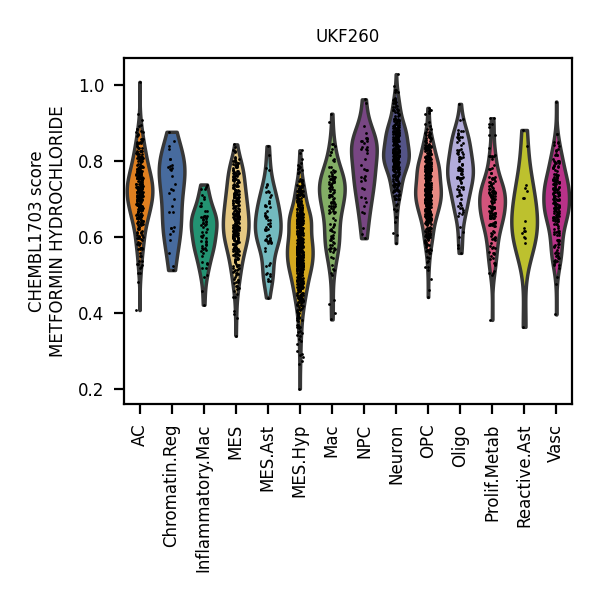 UKF260
CHEMBL1703 score
METFORMIN HYDROCHLORIDE
1.0
0.8
0.6
0.4
0.2
AC
Chromatin.Reg
Inflammatory.Mac
MES
MES.Ast
MES.Hyp
Mac
NPC
Neuron
OPC
Oligo
Prolif.Metab
Reactive.Ast
Vasc